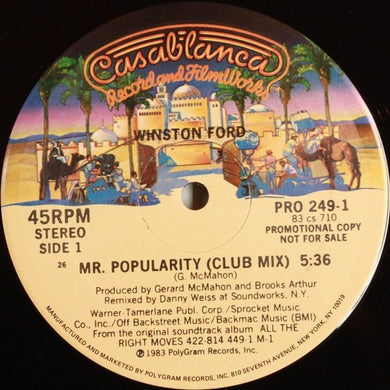 Casablanca
Record and FilmWorks
WINSTON FORD
45RPM
STEREO
SIDE 1
PRO 249-1
83 cs 710
PROMOTIONAL COPY
NOT FOR SALE
26 MR. POPULARITY (CLUB MIX) 5:36
(G. McMahon)
Produced by Gerard McMahon and Brooks Arthur
Remixed by Danny Weiss at Soundworks, N.Y.
Warner-Tamerlane Publ. Corp./Sprocket Music
Co., Inc./Off Backstreet Music/Backmac Music (BMI)
From the original soundtrack album ALL THE
RIGHT MOVES 422-814 449-1 M-1
℗1983 PolyGram Records, Inc.
MANUFACTURED AND MARKETED BY POLYGRAM RECORDS, INC. 810 SEVENTH AVENUE, NEW YORK, NY 10019